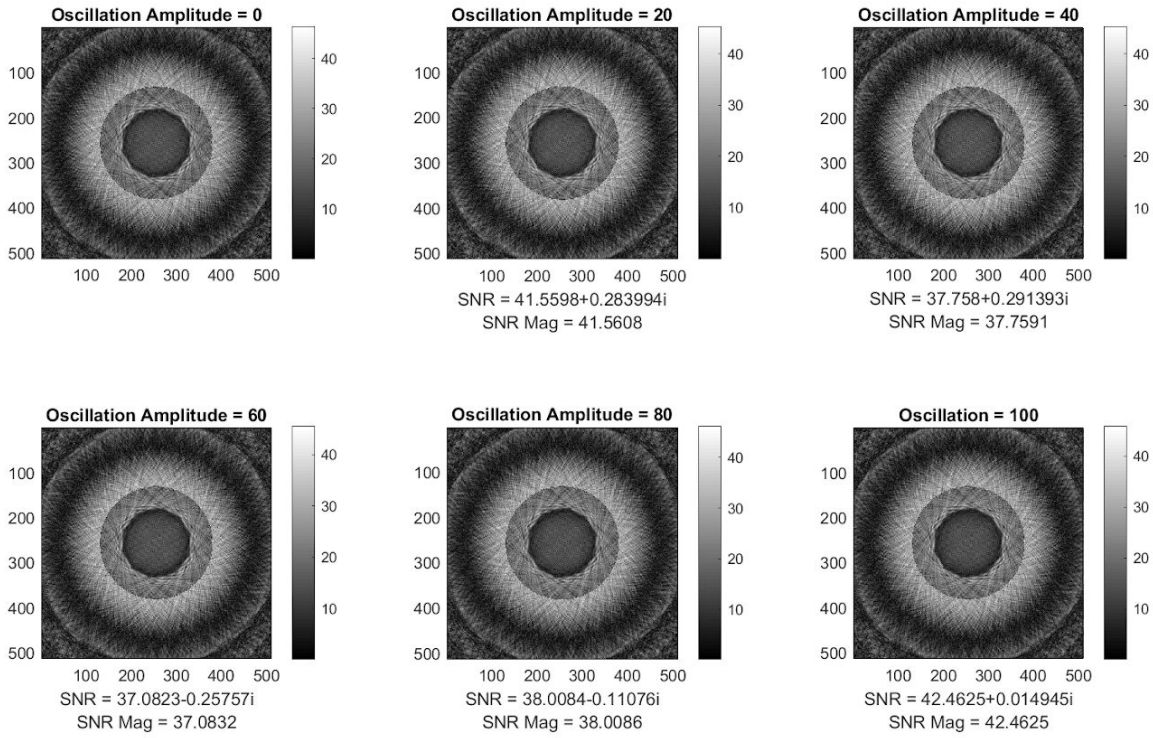 Oscillation Amplitude = 0
Oscillation Amplitude = 20
Oscillation Amplitude = 40
100
200
300
400
500
100 200 300 400 500
40
30
20
10
100
200
300
400
500
100 200 300 400 500
40
30
20
10
SNR = 41.5598+0.283994i
SNR Mag = 41.5608
100
200
300
400
500
100 200 300 400 500
40
30
20
10
SNR = 37.758+0.291393i
SNR Mag = 37.7591
Oscillation Amplitude = 60
Oscillation Amplitude = 80
Oscillation = 100
100
200
300
400
500
100 200 300 400 500
40
30
20
10
SNR = 37.0823-0.25757i
SNR Mag = 37.0832
100
200
300
400
500
100 200 300 400 500
40
30
20
10
SNR = 38.0084-0.11076i
SNR Mag = 38.0086
100
200
300
400
500
100 200 300 400 500
40
30
20
10
SNR = 42.4625+0.014945i
SNR Mag = 42.4625